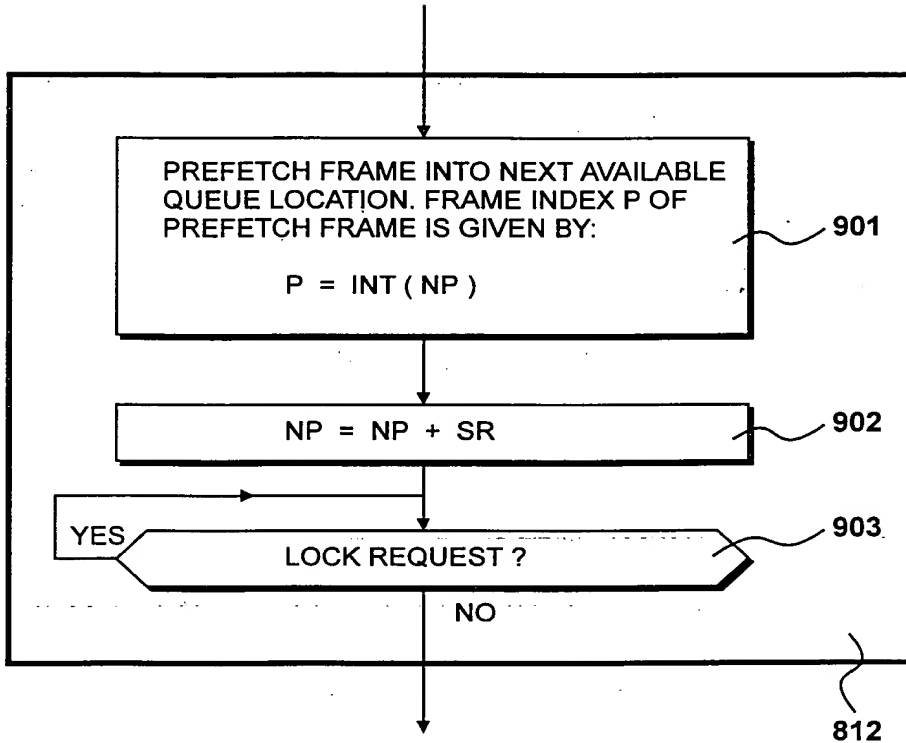 PREFETCH FRAME INTO NEXT AVAILABLE
QUEUE LOCATION. FRAME INDEX P OF
PREFETCH FRAME IS GIVEN BY:
P = INT ( NP )
901
NP = NP + SR
902
YES
LOCK REQUEST ?
903
NO
812